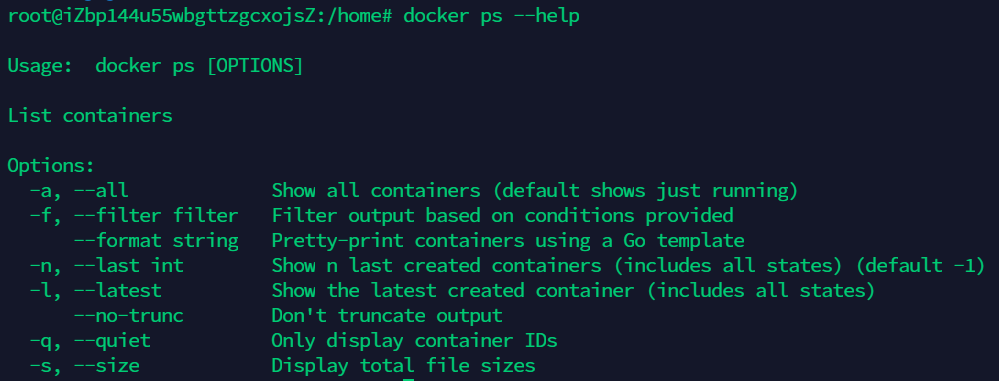 root@iZbp144u55wbgttzgcxojsZ:/home# docker ps --help
Usage:  docker ps [OPTIONS]
List containers
Options:
  -a, --all             Show all containers (default shows just running)
  -f, --filter filter   Filter output based on conditions provided
      --format string   Pretty-print containers using a Go template
  -n, --last int        Show n last created containers (includes all states) (default -1)
  -l, --latest          Show the latest created container (includes all states)
      --no-trunc        Don't truncate output
  -q, --quiet           Only display container IDs
  -s, --size            Display total file sizes